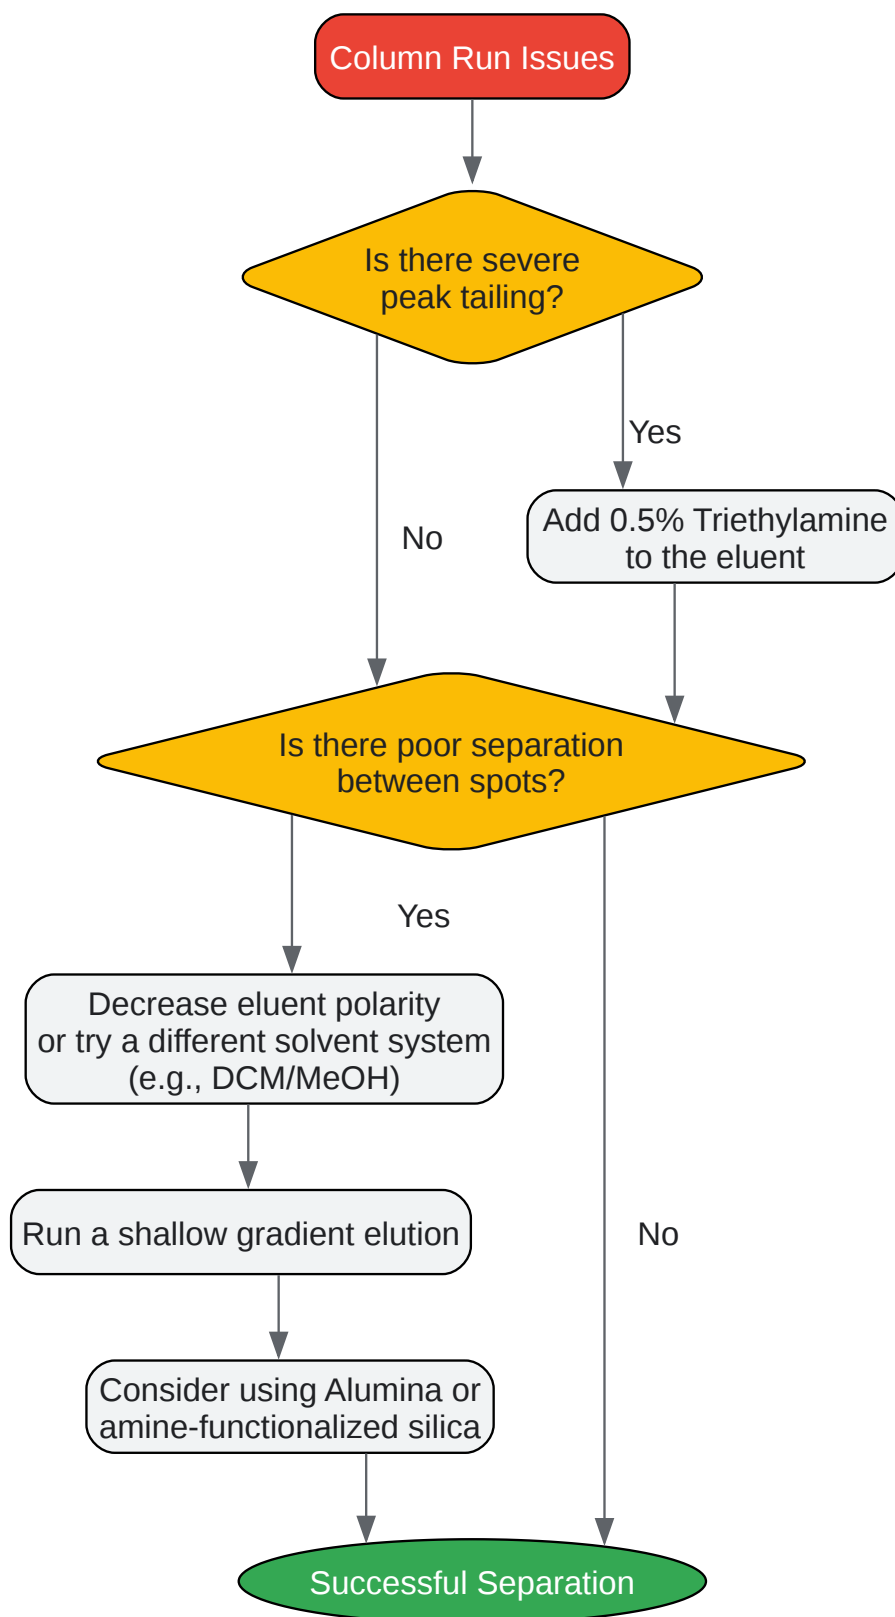 Column Run Issues
Is there severe
peak tailing?
Yes
Add 0.5% Triethylamine
to the eluent
No
Is there poor separation
between spots?
Yes
Decrease eluent polarity
or try a different solvent system
(e.g., DCM/MeOH)
Run a shallow gradient elution
No
Consider using Alumina or
amine-functionalized silica
Successful Separation